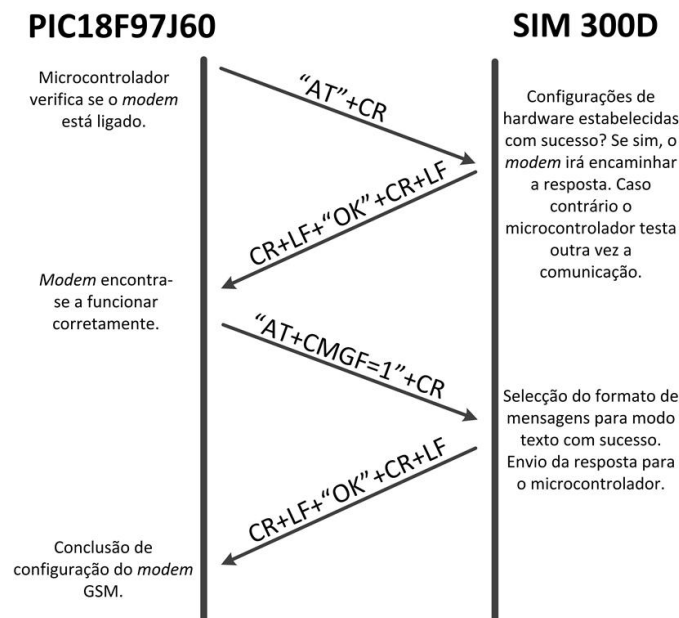 PIC18F97J60
SIM 300D
Microcontrolador
verifica se o modem
está ligado.
“AT”+CR
Configurações de
hardware estabelecidas
com sucesso? Se sim, o
modem irá encaminhar
a resposta. Caso
contrário o
microcontrolador testa
outra vez a
comunicação.
CR+LF+“OK”+CR+LF
Modem encontra-
se a funcionar
corretamente.
“AT+CMGF=1”+CR
Selecção do formato de
mensagens para modo
texto com sucesso.
Envio da resposta para
o microcontrolador.
CR+LF+“OK”+CR+LF
Conclusão de
configuração do modem
GSM.